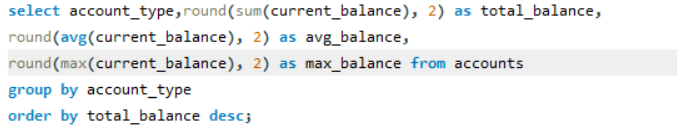 select account_type,round(sum(current_balance), 2) as total_balance,
round(avg(current_balance), 2) as avg_balance,
round(max(current_balance), 2) as max_balance from accounts
group by account_type
order by total_balance desc;